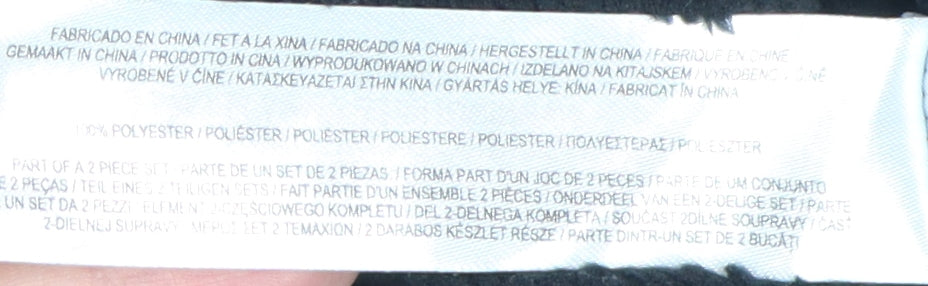 FABRICADO EN CHINA / FET A LA XINA / FABRICADO NA CHINA / HERGESTELLT IN CHINA / FABRIQUÉ EN CHINE
GEMAAKT IN CHINA / PRODOTTO IN CINA / WYPRODUKOWANO W CHINACH / IZDELANO NA KITAJSKEM / VYROBENO V ČÍNĚ
VYROBENÉ V ČÍNE / ΚΑΤΑΣΚΕΥΑΖΕΤΑΙ ΣΤΗΝ ΚΙΝΑ / GYÁRTÁS HELYE: KÍNA / FABRICAT ÎN CHINA
100% POLYESTER / POLIÉSTER / POLIÈSTER / POLIESTERE / POLIESTER / ΠΟΛΥΕΣΤΕΡΑΣ / POLIÉSZTER
PART OF A 2 PIECE SET / PARTE DE UN SET DE 2 PIEZAS / FORMA PART D'UN JOC DE 2 PECES / PARTE DE UM CONJUNTO
E 2 PEÇAS / TEIL EINES 2-TEILIGEN SETS / FAIT PARTIE D'UN ENSEMBLE 2 PIÈCES / ONDERDEEL VAN EEN 2-DELIGE SET / PARTE
UN SET DA 2 PEZZI / ELEMENT 2-CZĘŚCIOWEGO KOMPLETU / DEL 2-DELNEGA KOMPLETA / SOUČÁST 2DÍLNÉ SOUPRAVY / ČASŤ
2-DIELNEJ SÚPRAVY / ΣΕΤ 2 ΤΕΜΑΧΙΩΝ / 2 DARABOS KÉSZLET RÉSZE / PARTE DINTR-UN SET DE 2 BUCĂȚI